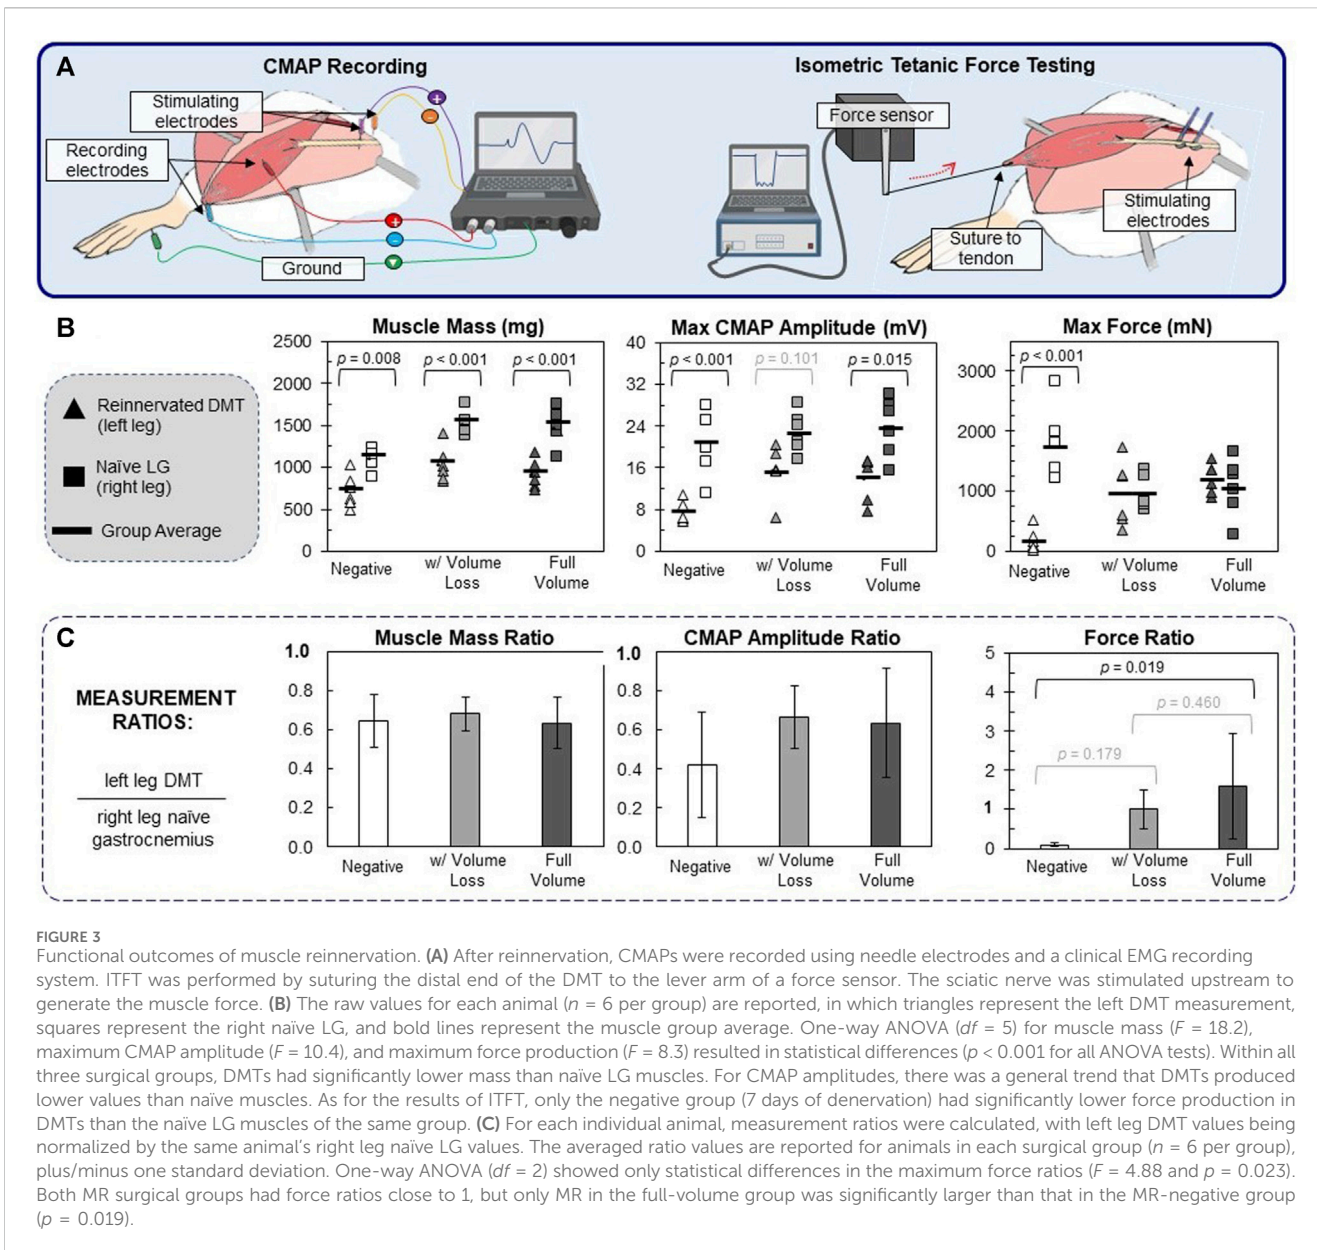 A
CMAP Recording
Stimulating
electrodes
Recording
electrodes
+
-
+
-
Ground
Isometric Tetanic Force Testing
Force sensor
Stimulating
electrodes
Suture to
tendon
B
Reinnervated DMT
(left leg)
Naïve LG
(right leg)
Group Average
Muscle Mass (mg)
2500
2000
1500
1000
500
0
p = 0.008
p < 0.001
p < 0.001
Negative
w/ Volume
Loss
Full
Volume
Max CMAP Amplitude (mV)
40
32
24
16
8
0
p < 0.001
p = 0.101
p = 0.015
Negative
w/ Volume
Loss
Full
Volume
Max Force (mN)
3000
2000
1000
0
p < 0.001
Negative
w/ Volume
Loss
Full
Volume
C
MEASUREMENT
RATIOS:
left leg DMT
right leg naïve
gastrocnemius
Muscle Mass Ratio
1.0
0.8
0.6
0.4
0.2
0.0
Negative
w/ Volume
Loss
Full
Volume
CMAP Amplitude Ratio
1.0
0.8
0.6
0.4
0.2
0.0
Negative
w/ Volume
Loss
Full
Volume
Force Ratio
5
4
3
2
1
0
p = 0.019
p = 0.460
p = 0.179
Negative
w/ Volume
Loss
Full
Volume
FIGURE 3
Functional outcomes of muscle reinnervation. (A) After reinnervation, CMAPs were recorded using needle electrodes and a clinical EMG recording
system. ITFT was performed by suturing the distal end of the DMT to the lever arm of a force sensor. The sciatic nerve was stimulated upstream to
generate the muscle force. (B) The raw values for each animal (n = 6 per group) are reported, in which triangles represent the left DMT measurement,
squares represent the right naïve LG, and bold lines represent the muscle group average. One-way ANOVA (df = 5) for muscle mass (F = 18.2),
maximum CMAP amplitude (F = 10.4), and maximum force production (F = 8.3) resulted in statistical differences (p < 0.001 for all ANOVA tests). Within all
three surgical groups, DMTs had significantly lower mass than naïve LG muscles. For CMAP amplitudes, there was a general trend that DMTs produced
lower values than naïve muscles. As for the results of ITFT, only the negative group (7 days of denervation) had significantly lower force production in
DMTs than the naïve LG muscles of the same group. (C) For each individual animal, measurement ratios were calculated, with left leg DMT values being
normalized by the same animal's right leg naïve LG values. The averaged ratio values are reported for animals in each surgical group (n = 6 per group),
plus/minus one standard deviation. One-way ANOVA (df = 2) showed only statistical differences in the maximum force ratios (F = 4.88 and p = 0.023).
Both MR surgical groups had force ratios close to 1, but only MR in the full-volume group was significantly larger than that in the MR-negative group
(p = 0.019).